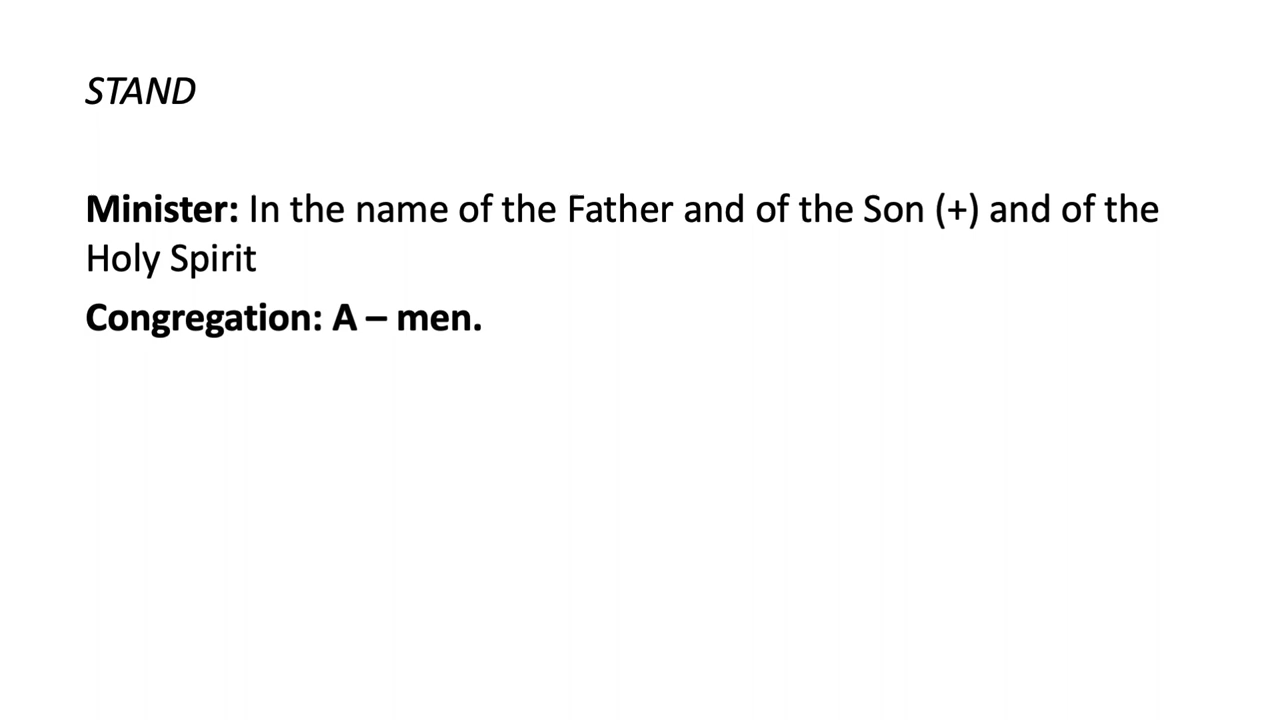 STAND
Minister: In the name of the Father and of the Son (+) and of the
Holy Spirit
Congregation: A – men.